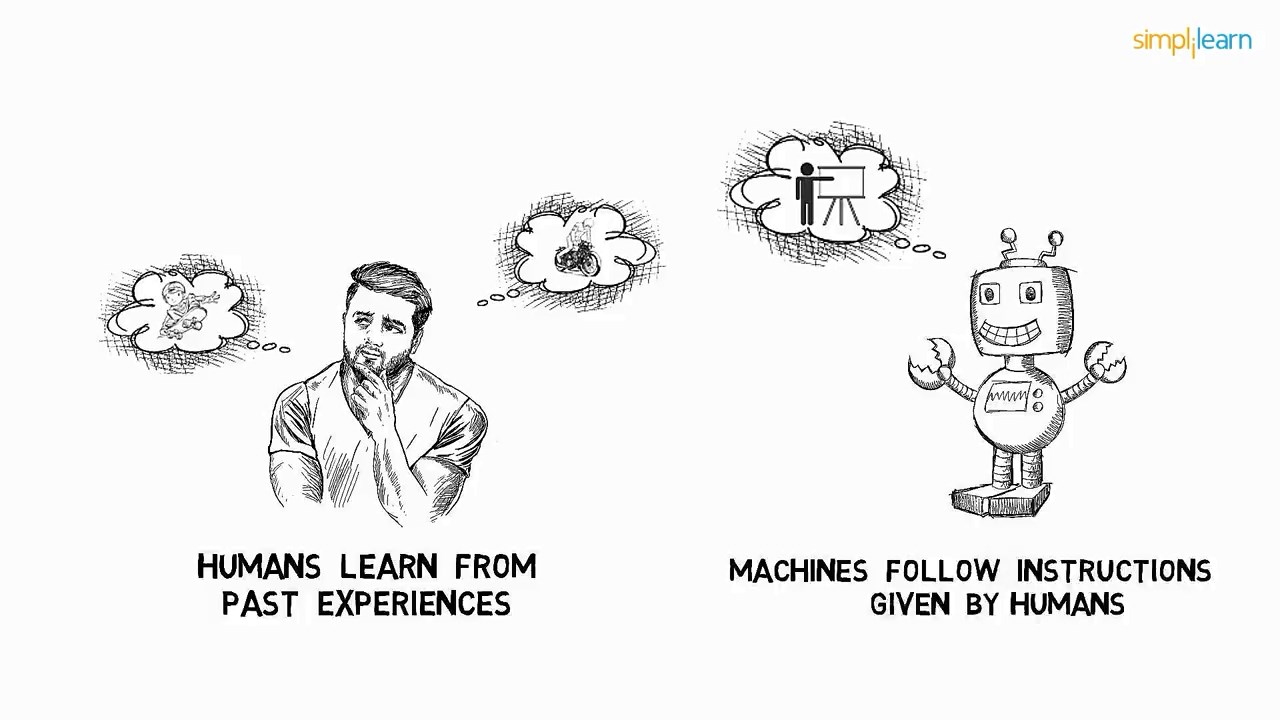 simplilearn
HUMANS LEARN FROM
PAST EXPERIENCES
MACHINES FOLLOW INSTRUCTIONS
GIVEN BY HUMANS